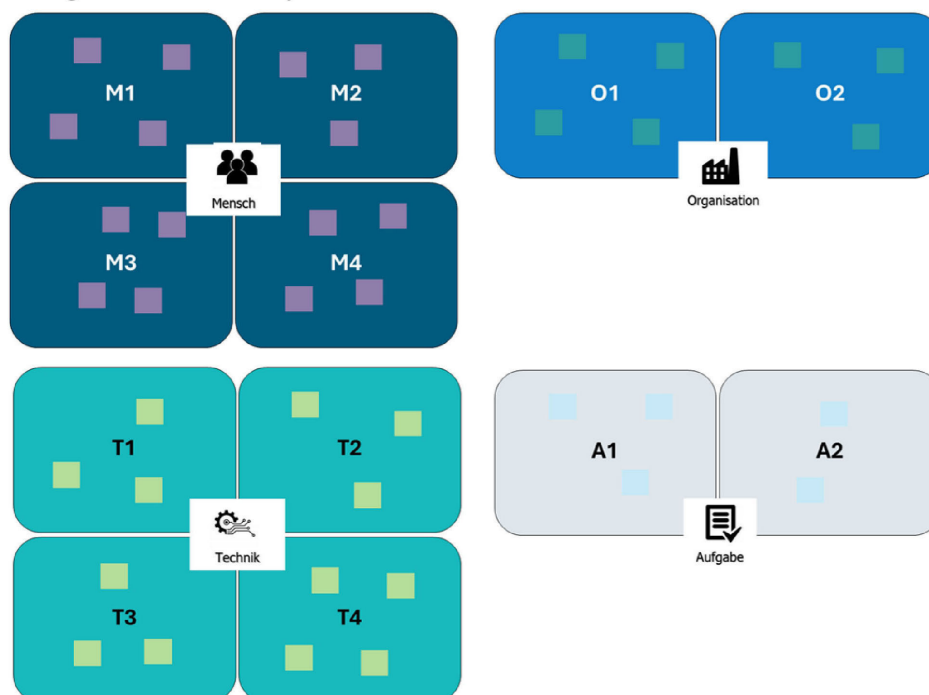 M1
M2
O1
O2
Mensch
Organisation
M3
M4
T1
T2
A1
A2
Technik
Aufgabe
T3
T4